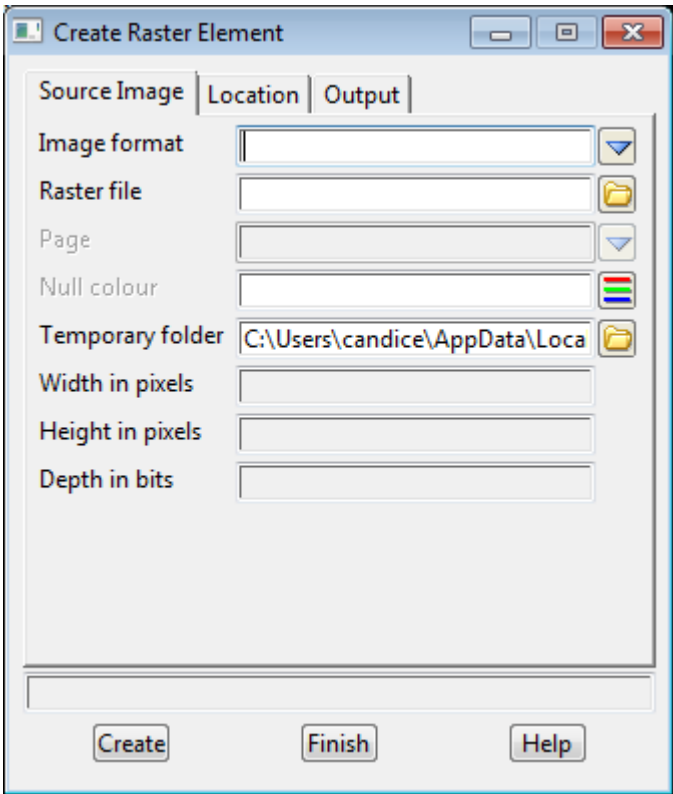 Create Raster Element
Source Image Location Output
Image format
Raster file
Page
Null colour
Temporary folder C:\Users\candice\AppData\Loca
Width in pixels
Height in pixels
Depth in bits
Create Finish Help